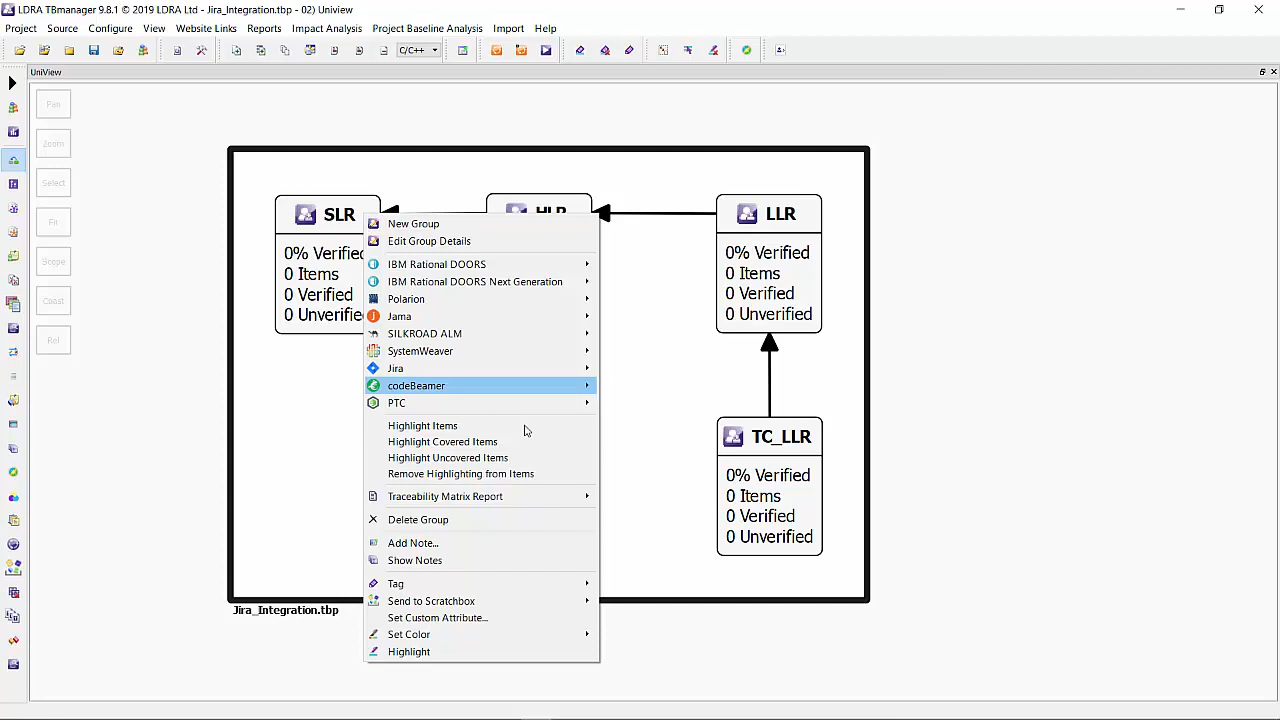 LDRA TBmanager 9.8.1 © 2019 LDRA Ltd - Jira_Integration.tbp - 02) Uniview
Project Source Configure View Website Links Reports Impact Analysis Project Baseline Analysis Import Help
C/C++
UniView
Pan
Zoom
Select
Fit
Scope
Coast
Rel
SLR
0% Verified
0 Items
0 Verified
0 Unverifie
HLR
LLR
0% Verified
0 Items
0 Verified
0 Unverified
TC_LLR
0% Verified
0 Items
0 Verified
0 Unverified
New Group
Edit Group Details
IBM Rational DOORS
IBM Rational DOORS Next Generation
Polarion
Jama
SILKROAD ALM
SystemWeaver
Jira
codeBeamer
PTC
Highlight Items
Highlight Covered Items
Highlight Uncovered Items
Remove Highlighting from Items
Traceability Matrix Report
Delete Group
Add Note...
Show Notes
Tag
Send to Scratchbox
Set Custom Attribute...
Set Color
Highlight
Jira_Integration.tbp